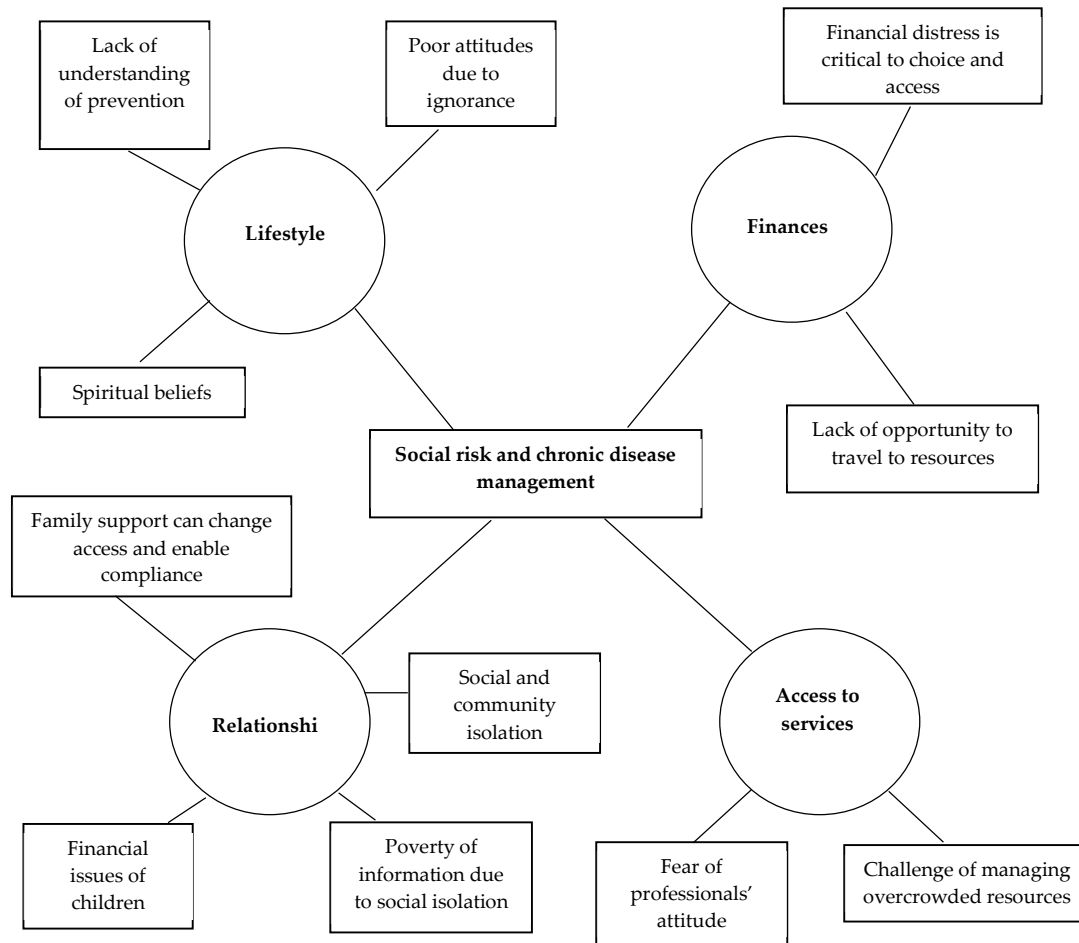 Lack of
understanding
of prevention
Poor attitudes
due to
ignorance
Financial distress is
critical to choice and
access
Lifestyle
Finances
Spiritual beliefs
Lack of opportunity to
travel to resources
Social risk and chronic disease
management
Family support can change
access and enable
compliance
Social and
community
isolation
Relationshi
Access to
services
Financial
issues of
children
Poverty of
information due
to social isolation
Fear of
professionals’
attitude
Challenge of managing
overcrowded resources